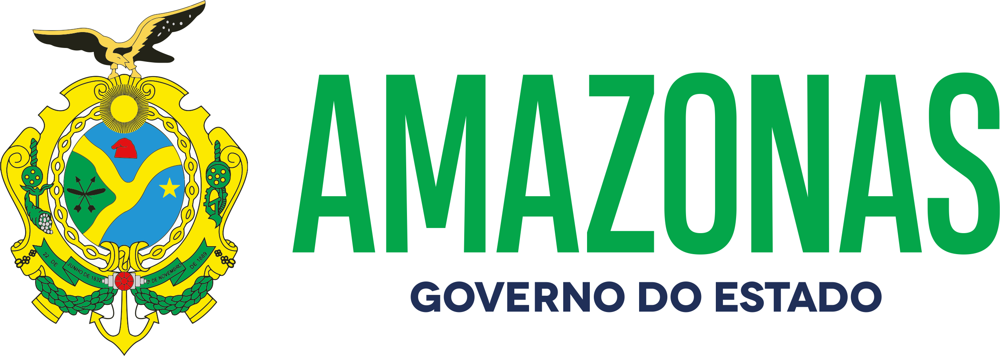 AMAZONAS
GOVERNO DO ESTADO
22 DE JUNHO DE 1832
21 DE NOVEMBRO DE 1889